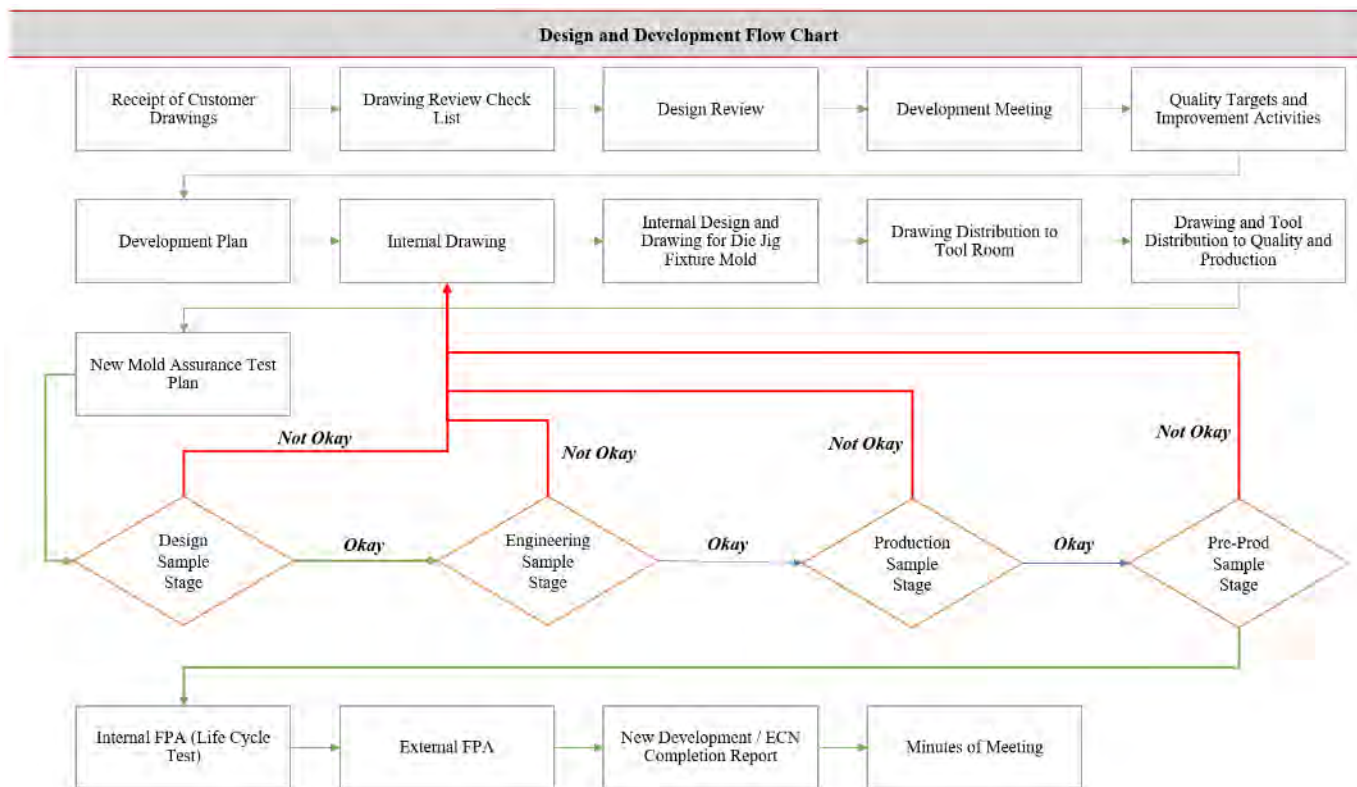 Design and Development Flow Chart
Receipt of Customer
Drawings
Drawing Review Check
List
Design Review
Development Meeting
Quality Targets and
Improvement Activities
Development Plan
Internal Drawing
Internal Design and
Drawing for Die Jig
Fixture Mold
Drawing Distribution to
Tool Room
Drawing and Tool
Distribution to Quality and
Production
New Mold Assurance Test
Plan
Not Okay
Not Okay
Not Okay
Not Okay
Design
Sample
Stage
Okay
Engineering
Sample
Stage
Okay
Production
Sample
Stage
Okay
Pre-Prod
Sample
Stage
Internal FPA (Life Cycle
Test)
External FPA
New Development / ECN
Completion Report
Minutes of Meeting